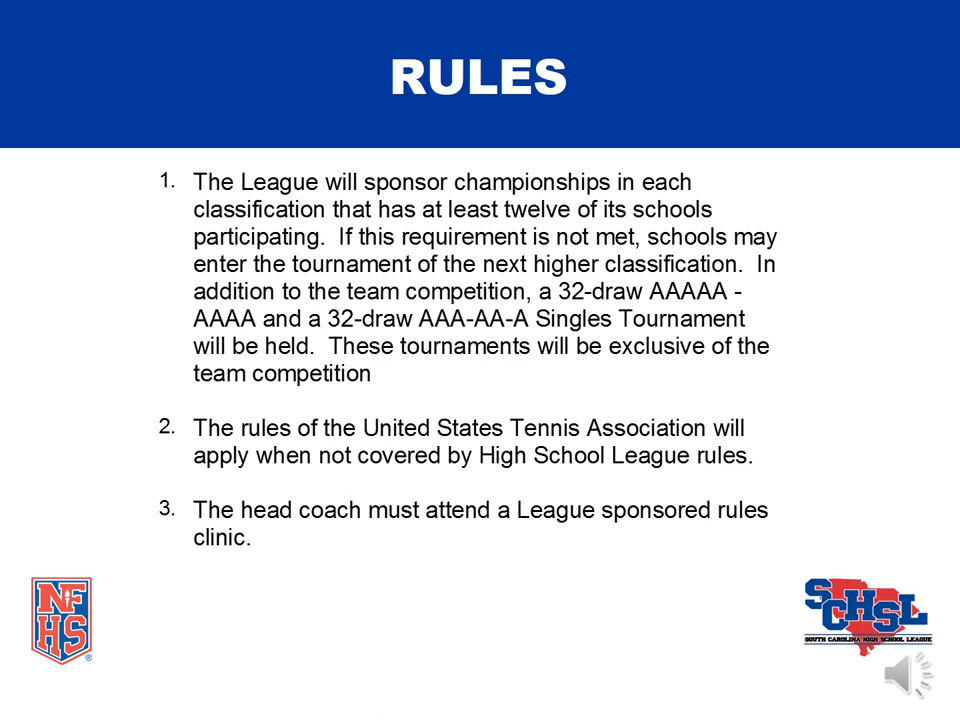 RULES
1. The League will sponsor championships in each
classification that has at least twelve of its schools
participating.  If this requirement is not met, schools may
enter the tournament of the next higher classification.  In
addition to the team competition, a 32-draw AAAAA -
AAAA and a 32-draw AAA-AA-A Singles Tournament
will be held.  These tournaments will be exclusive of the
team competition
2. The rules of the United States Tennis Association will
apply when not covered by High School League rules.
3. The head coach must attend a League sponsored rules
clinic.
NF
HS®
SCHSL
SOUTH CAROLINA HIGH SCHOOL LEAGUE